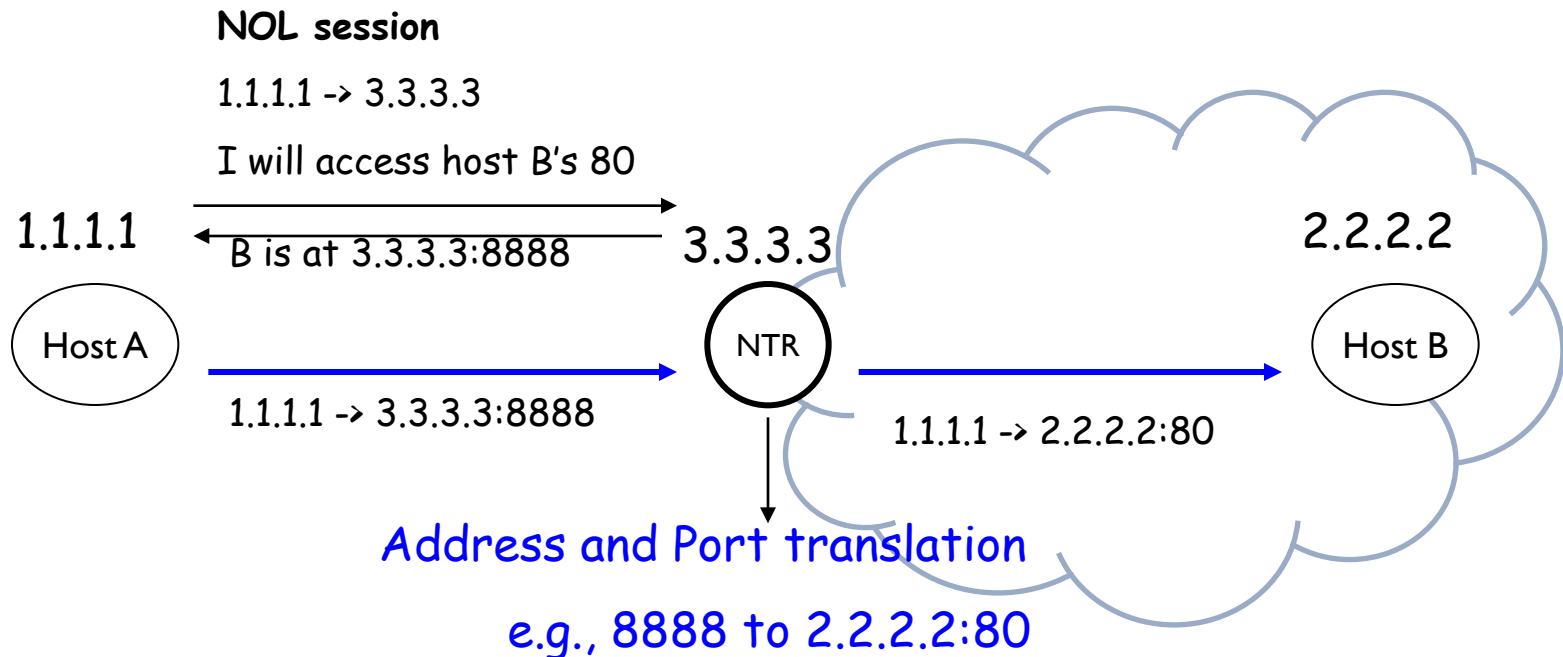 NOL session
1.1.1.1 -> 3.3.3.3
I will access host B's 80
1.1.1.1
B is at 3.3.3.3:8888
3.3.3.3
2.2.2.2
Host A
NTR
Host B
1.1.1.1 -> 3.3.3.3:8888
1.1.1.1 -> 2.2.2.2:80
Address and Port translation
e.g., 8888 to 2.2.2.2:80